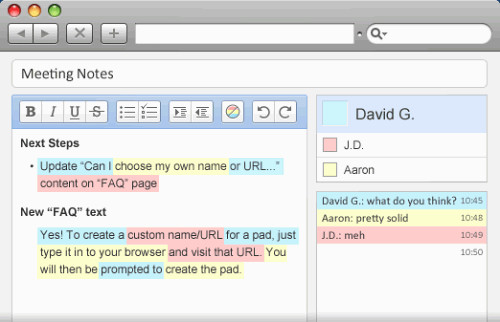 Meeting Notes
B I U S
Next Steps
• Update “Can I choose my own name or URL...”
content on “FAQ” page
New “FAQ” text
Yes! To create a custom name/URL for a pad, just
type it in to your browser and visit that URL. You
will then be prompted to create the pad.
David G.
J.D.
Aaron
David G.: what do you think? 10:45
Aaron: pretty solid 10:48
J.D.: meh 10:49
10:50